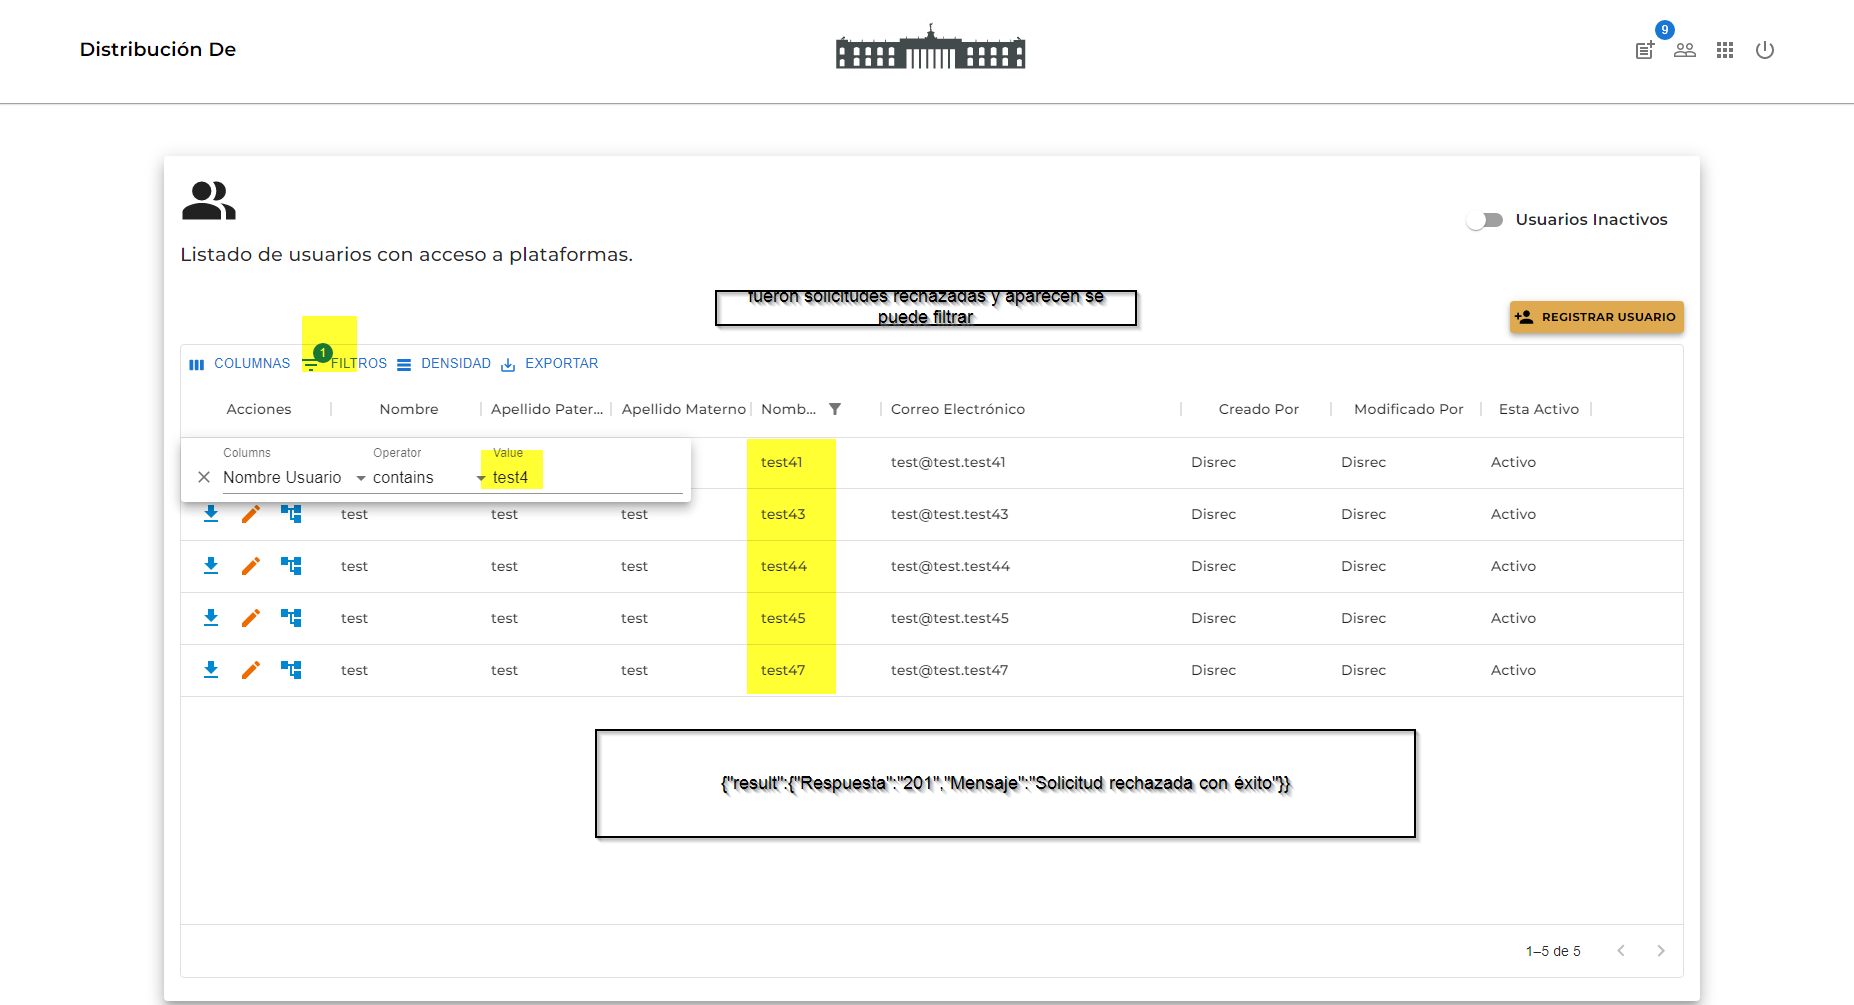 Distribución De
9
Usuarios Inactivos
Listado de usuarios con acceso a plataformas.
fueron solicitudes rechazadas y aparecen se
puede filtrar
REGISTRAR USUARIO
COLUMNAS 1 FILTROS DENSIDAD EXPORTAR
Acciones Nombre Apellido Pater... Apellido Materno Nomb... Correo Electrónico Creado Por Modificado Por Esta Activo
Columns Operator Value
Nombre Usuario contains test4
test41 test@test.test41 Disrec Disrec Activo
test test test test43 test@test.test43 Disrec Disrec Activo
test test test test44 test@test.test44 Disrec Disrec Activo
test test test test45 test@test.test45 Disrec Disrec Activo
test test test test47 test@test.test47 Disrec Disrec Activo
{"result":{"Respuesta":"201","Mensaje":"Solicitud rechazada con éxito"}}
1–5 de 5